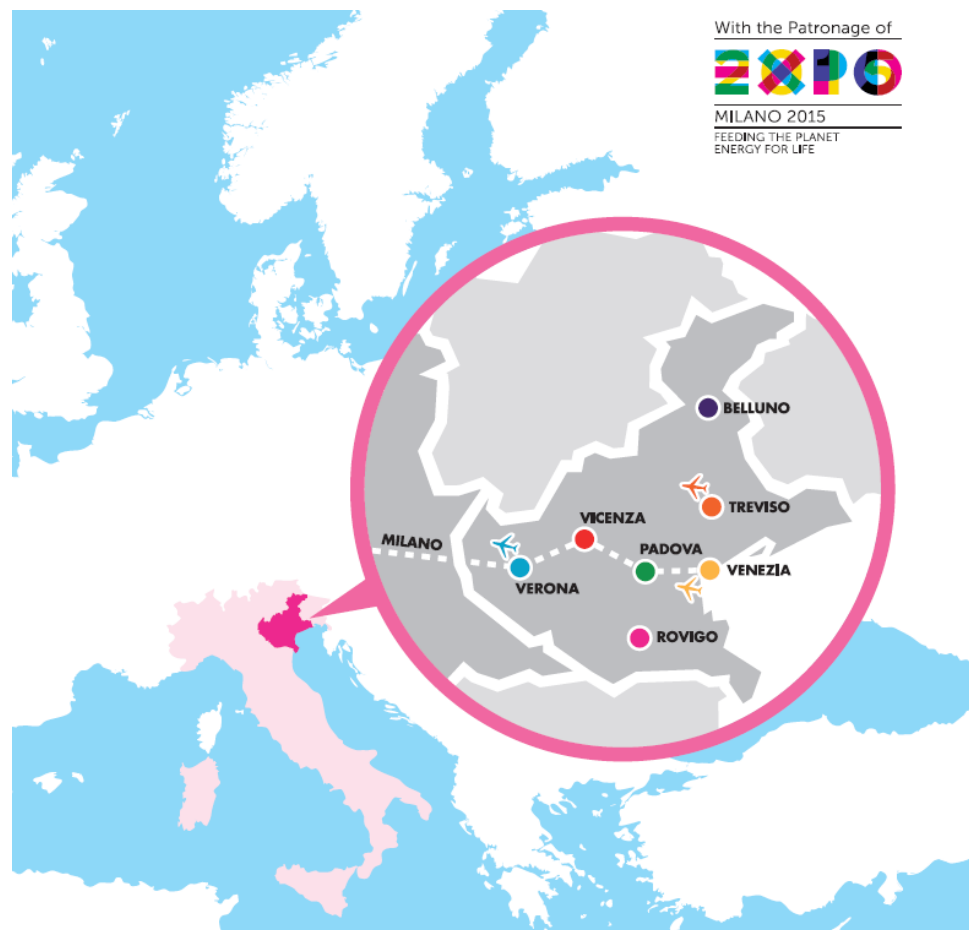 With the Patronage of
EXPO
MILANO 2015
FEEDING THE PLANET
ENERGY FOR LIFE
BELLUNO
TREVISO
VICENZA
MILANO
PADOVA
VENEZIA
VERONA
ROVIGO